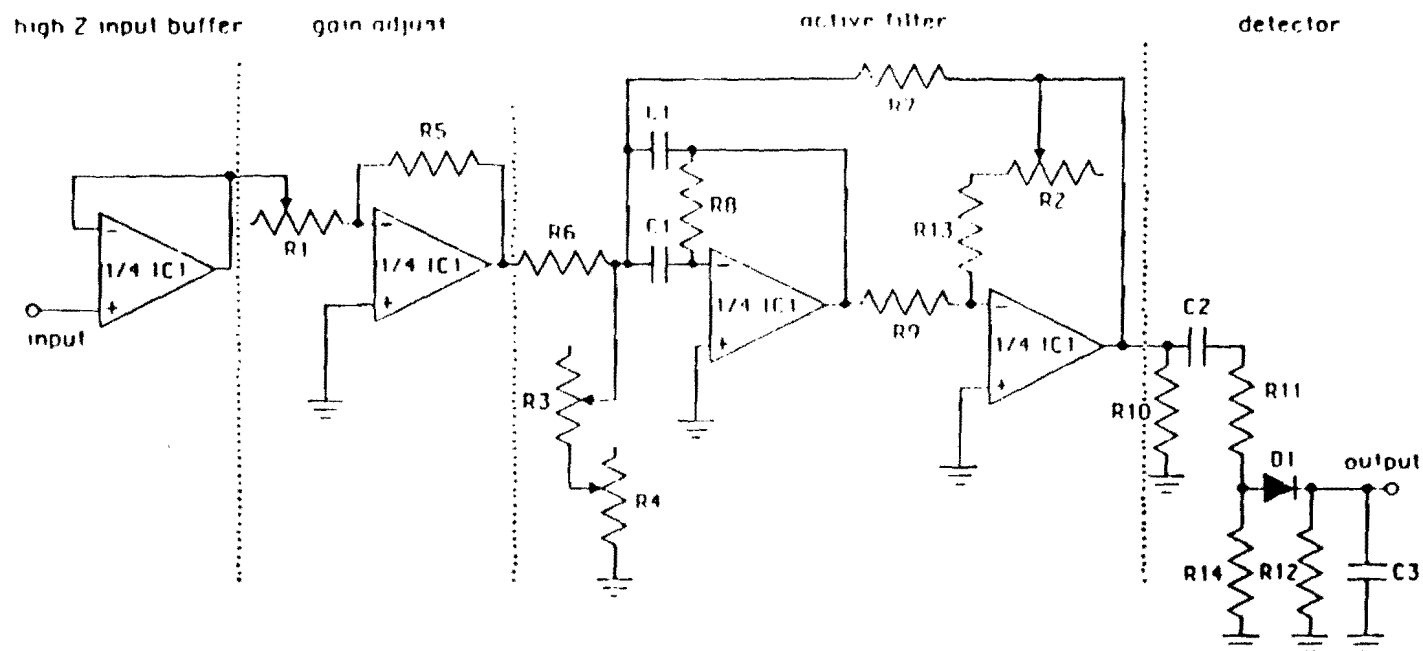 high Z input buffer
gain adjust
active filter
detector
R5
C1
R7
R2
R8
R13
C1
R1
R6
1/4 IC1
1/4 IC1
1/4 IC1
R9
1/4 IC1
C2
input
R3
R4
R10
R11
D1
output
R14
R12
C3